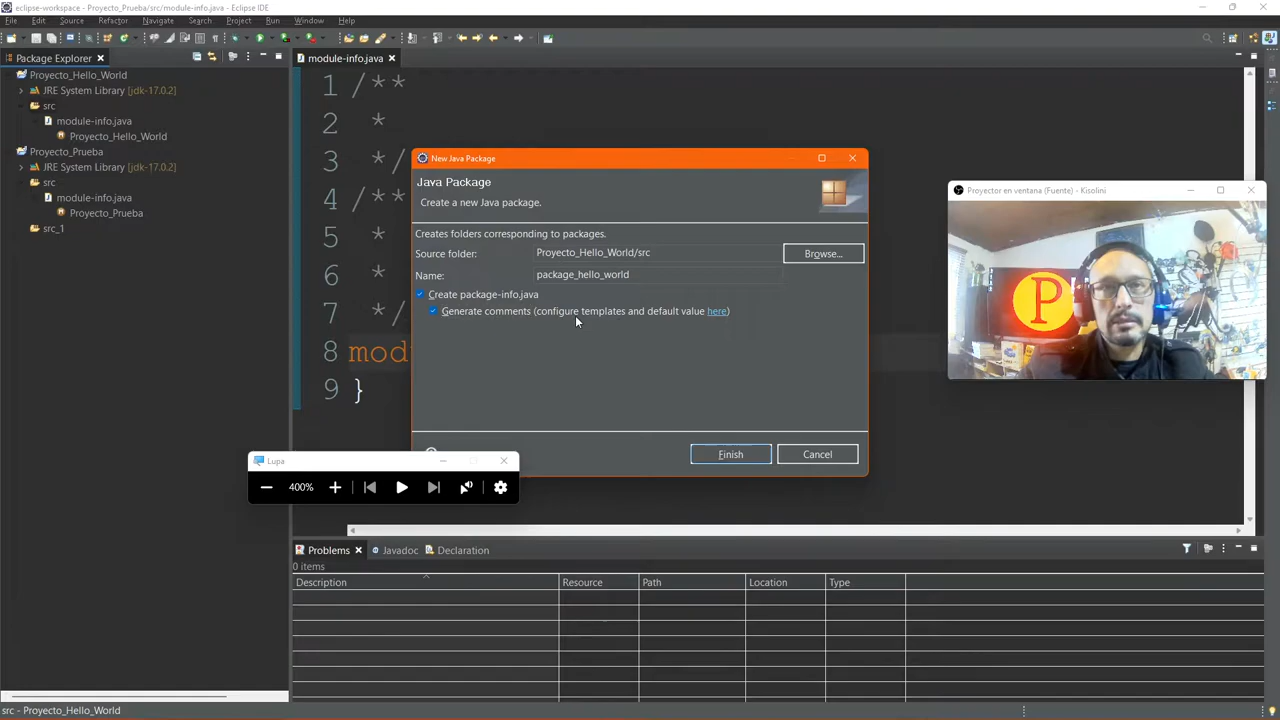 eclipse-workspace - Proyecto_Prueba/src/module-info.java - Eclipse IDE
File Edit Source Refactor Navigate Search Project Run Window Help
Package Explorer
module-info.java
Proyecto_Hello_World
JRE System Library [jdk-17.0.2]
src
module-info.java
Proyecto_Hello_World
Proyecto_Prueba
JRE System Library [jdk-17.0.2]
src
module-info.java
Proyecto_Prueba
src_1
1 /**
2 *
3 */
4 /**
5 *
6 *
7 */
8 mod
9 }
New Java Package
Java Package
Create a new Java package.
Creates folders corresponding to packages.
Source folder: Proyecto_Hello_World/src Browse...
Name: package_hello_world
Create package-info.java
Generate comments (configure templates and default value here)
Finish Cancel
Proyector en ventana (Fuente) - Kisolini
P
Lupa
400%
Problems Javadoc Declaration
0 items
Description Resource Path Location Type
src - Proyecto_Hello_World